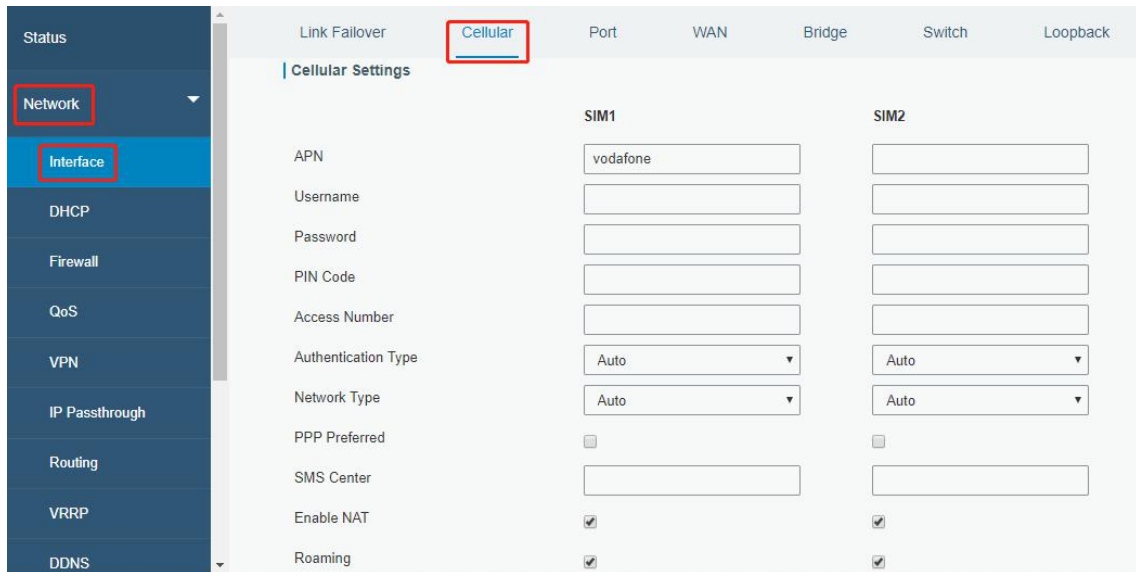 Status
Network
Interface
DHCP
Firewall
QoS
VPN
IP Passthrough
Routing
VRRP
DDNS
Link Failover Cellular Port WAN Bridge Switch Loopback
Cellular Settings
SIM1 SIM2
APN vodafone
Username
Password
PIN Code
Access Number
Authentication Type Auto Auto
Network Type Auto Auto
PPP Preferred
SMS Center
Enable NAT
Roaming